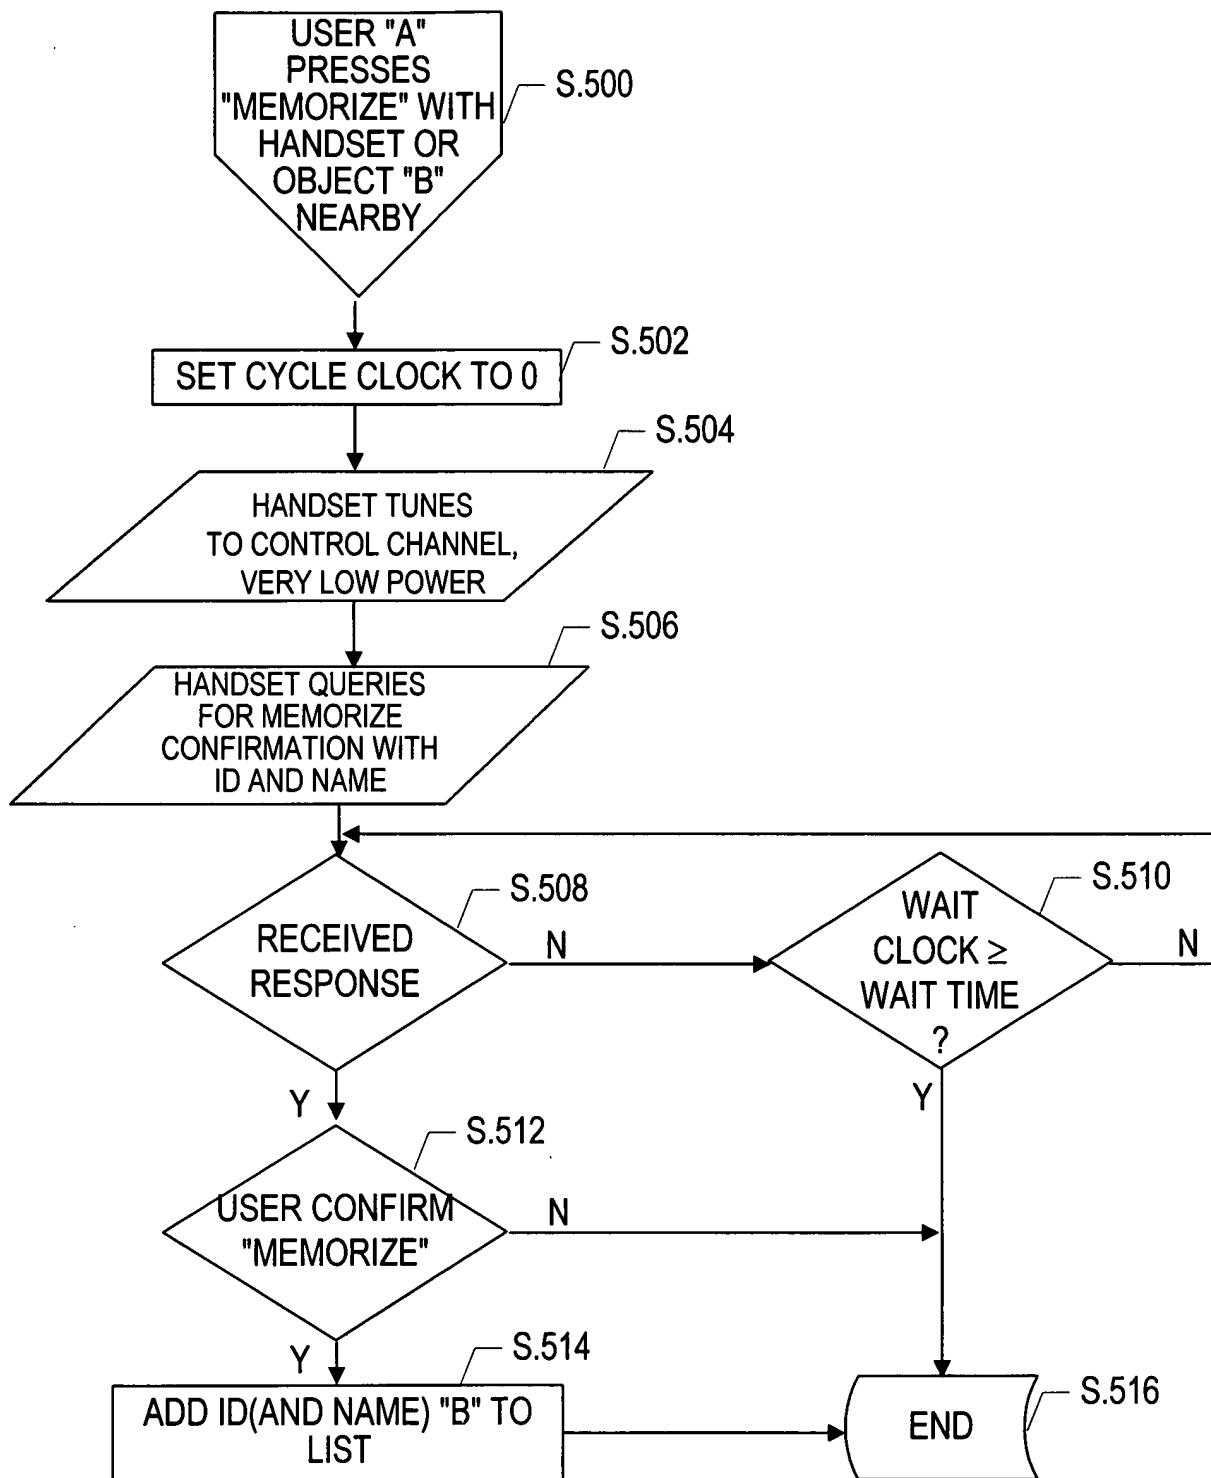 USER "A"
PRESSES
"MEMORIZE" WITH
HANDSET OR
OBJECT "B"
NEARBY
S.500
S.502
SET CYCLE CLOCK TO 0
S.504
HANDSET TUNES
TO CONTROL CHANNEL,
VERY LOW POWER
S.506
HANDSET QUERIES
FOR MEMORIZE
CONFIRMATION WITH
ID AND NAME
S.508
RECEIVED
RESPONSE
N
S.510
WAIT
CLOCK ≥
WAIT TIME
?
N
Y
Y
S.512
USER CONFIRM
"MEMORIZE"
N
Y
S.514
ADD ID(AND NAME) "B" TO
LIST
S.516
END